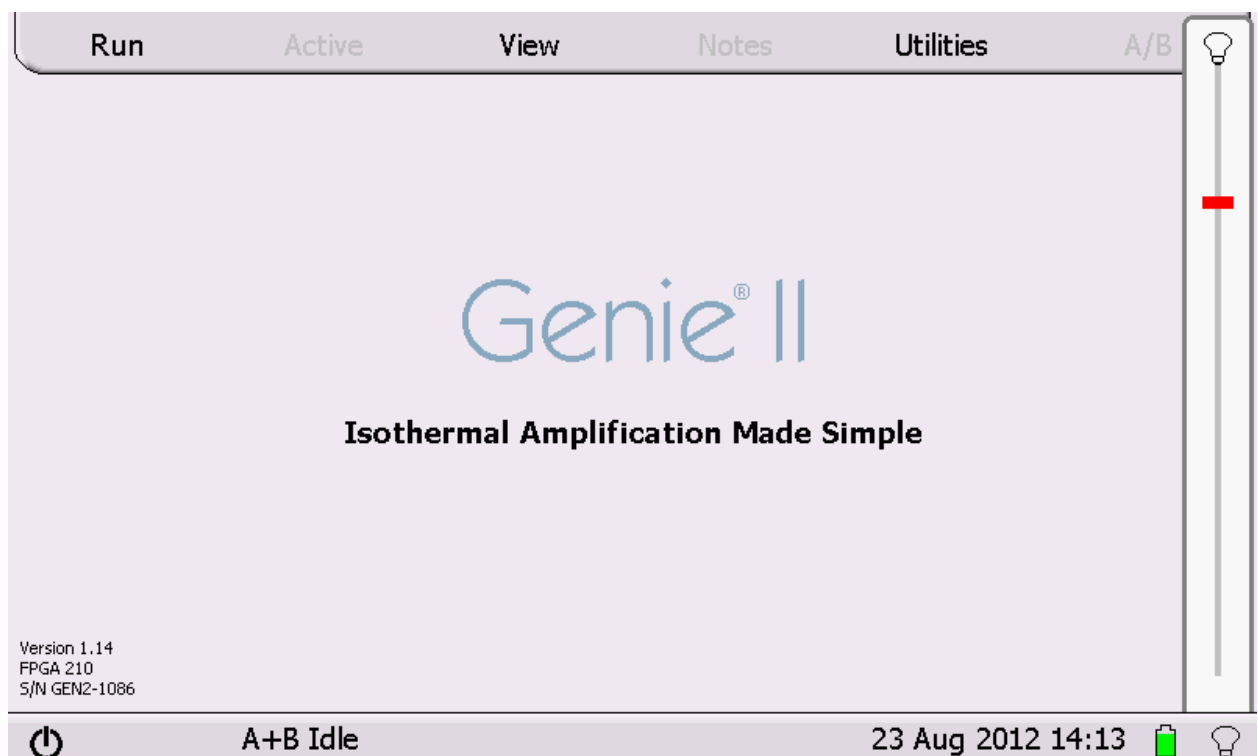 Run Active View Notes Utilities A/B
Genie® II
Isothermal Amplification Made Simple
Version 1.14
FPGA 210
S/N GEN2-1086
A+B Idle 23 Aug 2012 14:13